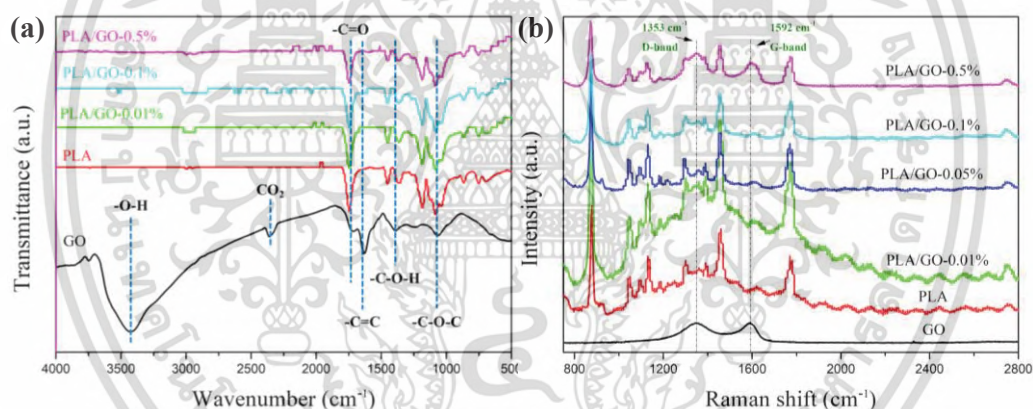 (a)
-C=O
PLA/GO-0.5%
PLA/GO-0.1%
PLA/GO-0.01%
PLA
CO2
-O-H
GO
-C-O-H
-C=C
-C-O-C
Transmittance (a.u.)
4000 3500 3000 2500 2000 1500 1000 500
Wavenumber (cm-1)
(b)
1353 cm-1
1592 cm-1
D-band
G-band
PLA/GO-0.5%
PLA/GO-0.1%
PLA/GO-0.05%
PLA/GO-0.01%
PLA
GO
Intensity (a.u.)
800 1200 1600 2000 2400 2800
Raman shift (cm-1)